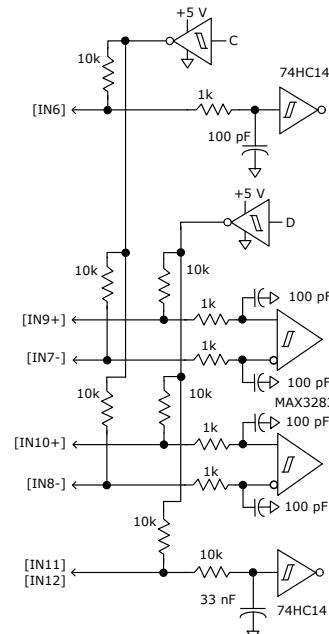 +5 V
C
10k
74HC14
1k
[IN6]
100 pF
+5 V
D
10k
10k
100 pF
1k
[IN9+]
1k
[IN7-]
100 pF
MAX3283
10k
10k
100 pF
1k
[IN10+]
1k
[IN8-]
100 pF
10k
10k
[IN11]
[IN12]
33 nF
74HC14